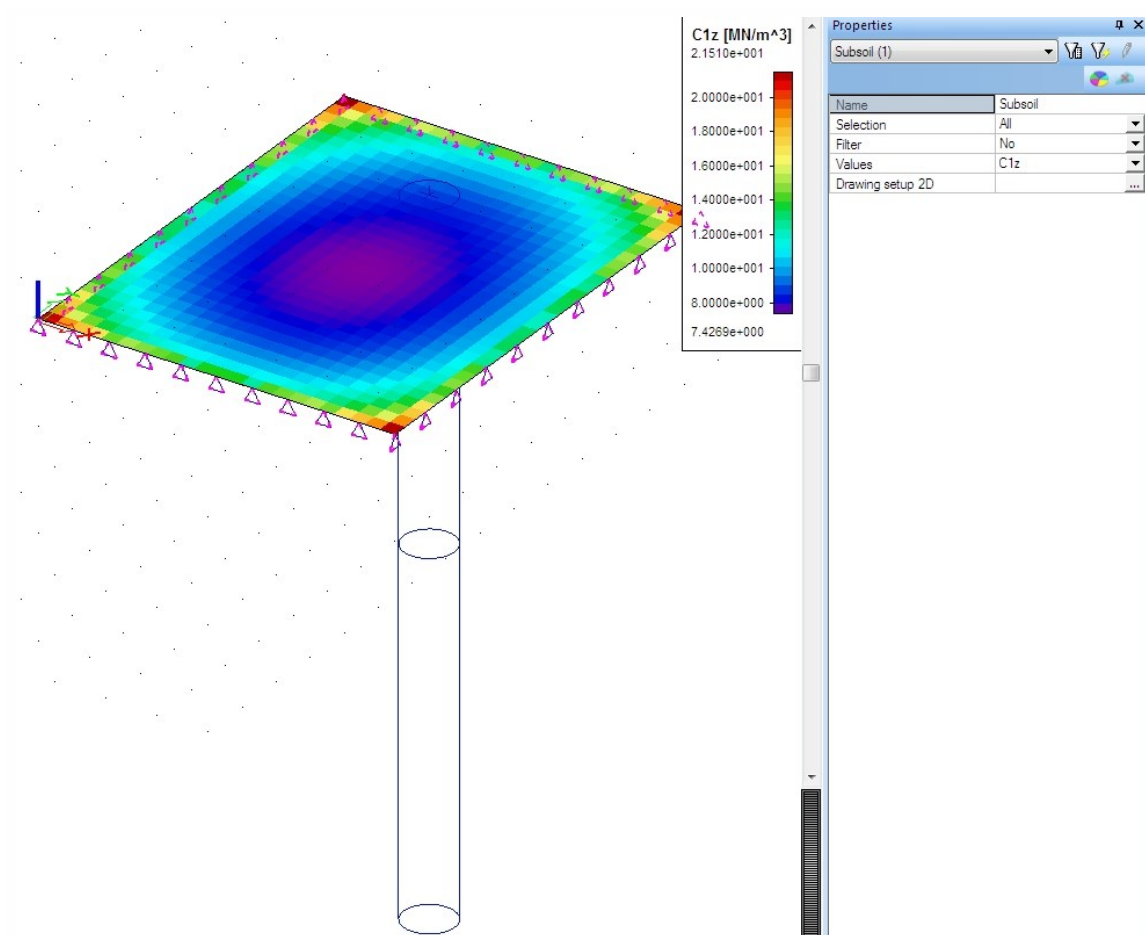 C1z [MN/m^3]
2.1510e+001
2.0000e+001
1.8000e+001
1.6000e+001
1.4000e+001
1.2000e+001
1.0000e+001
8.0000e+000
7.4269e+000
Properties
Subsoil (1)
Name Subsoil
Selection All
Filter No
Values C1z
Drawing setup 2D ...